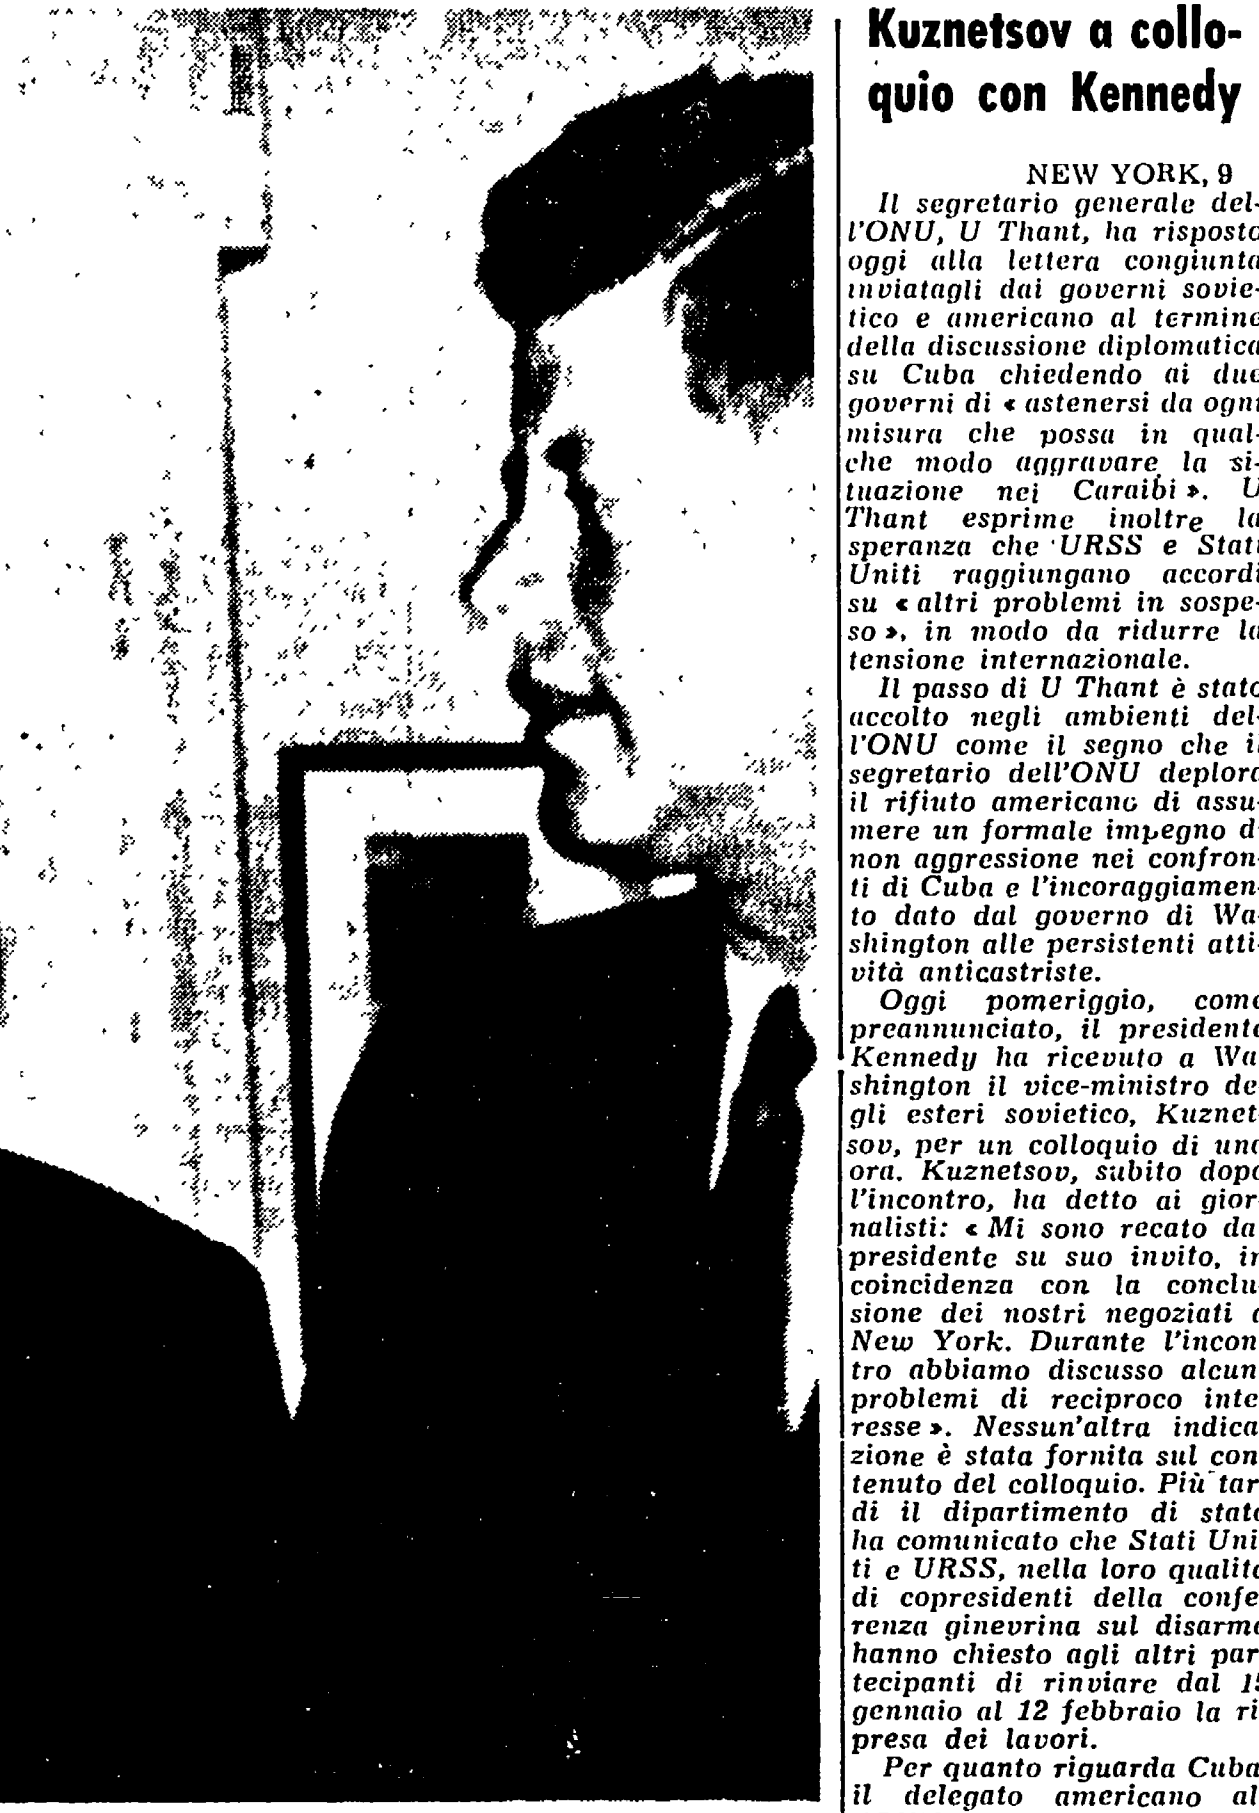 Kuznetsov a collo-
quio con Kennedy
NEW YORK, 9
Il segretario generale del-
l'ONU, U Thant, ha risposto
oggi alla lettera congiunta
inviatagli dai governi sovie-
tico e americano al termine
della discussione diplomatica
su Cuba chiedendo ai due
governi di « astenersi da ogni
misura che possa in qual-
che modo aggravare la si-
tuazione nei Caraibi ». U
Thant esprime inoltre la
speranza che URSS e Stati
Uniti raggiungano accordi
su « altri problemi in sospe-
so », in modo da ridurre la
tensione internazionale.
Il passo di U Thant è stato
accolto negli ambienti del-
l'ONU come il segno che il
segretario dell'ONU deplora
il rifiuto americano di assu
mere un formale impegno d
non aggressione nei confron-
ti di Cuba e l'incoraggiamen
to dato dal governo di Wa
shington alle persistenti atti
vità anticastriste.
Oggi pomeriggio, come
preannunciato, il presidente
Kennedy ha ricevuto a Wa
shington il vice-ministro de
gli esteri sovietico, Kuznet
sov, per un colloquio di una
ora. Kuznetsov, subito dopo
l'incontro, ha detto ai gior
nalisti: « Mi sono recato da
presidente su suo invito, in
coincidenza con la conclu
sione dei nostri negoziati a
New York. Durante l'incon
tro abbiamo discusso alcun
problemi di reciproco inte
resse ». Nessun'altra indica
zione è stata fornita sul con
tenuto del colloquio. Più tar
di il dipartimento di stato
ha comunicato che Stati Uni
ti e URSS, nella loro qualità
di copresidenti della confe
renza ginevrina sul disarmo
hanno chiesto agli altri par
tecipanti di rinviare dal 15
gennaio al 12 febbraio la ri
presa dei lavori.
Per quanto riguarda Cuba
il delegato americano al